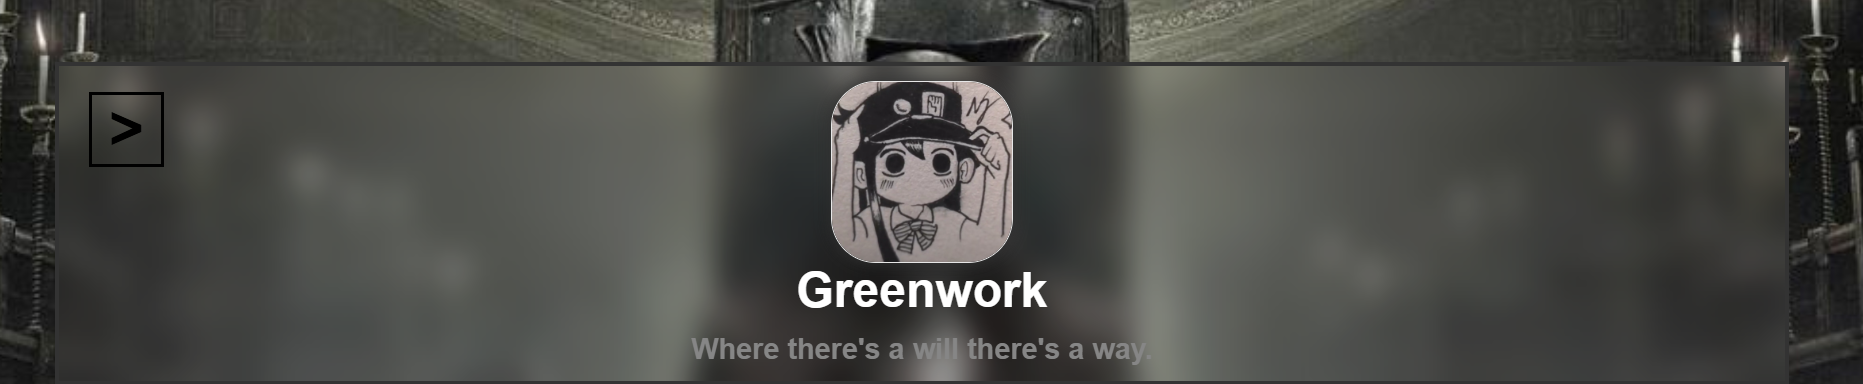 >
Greenwork
Where there's a will there's a way.